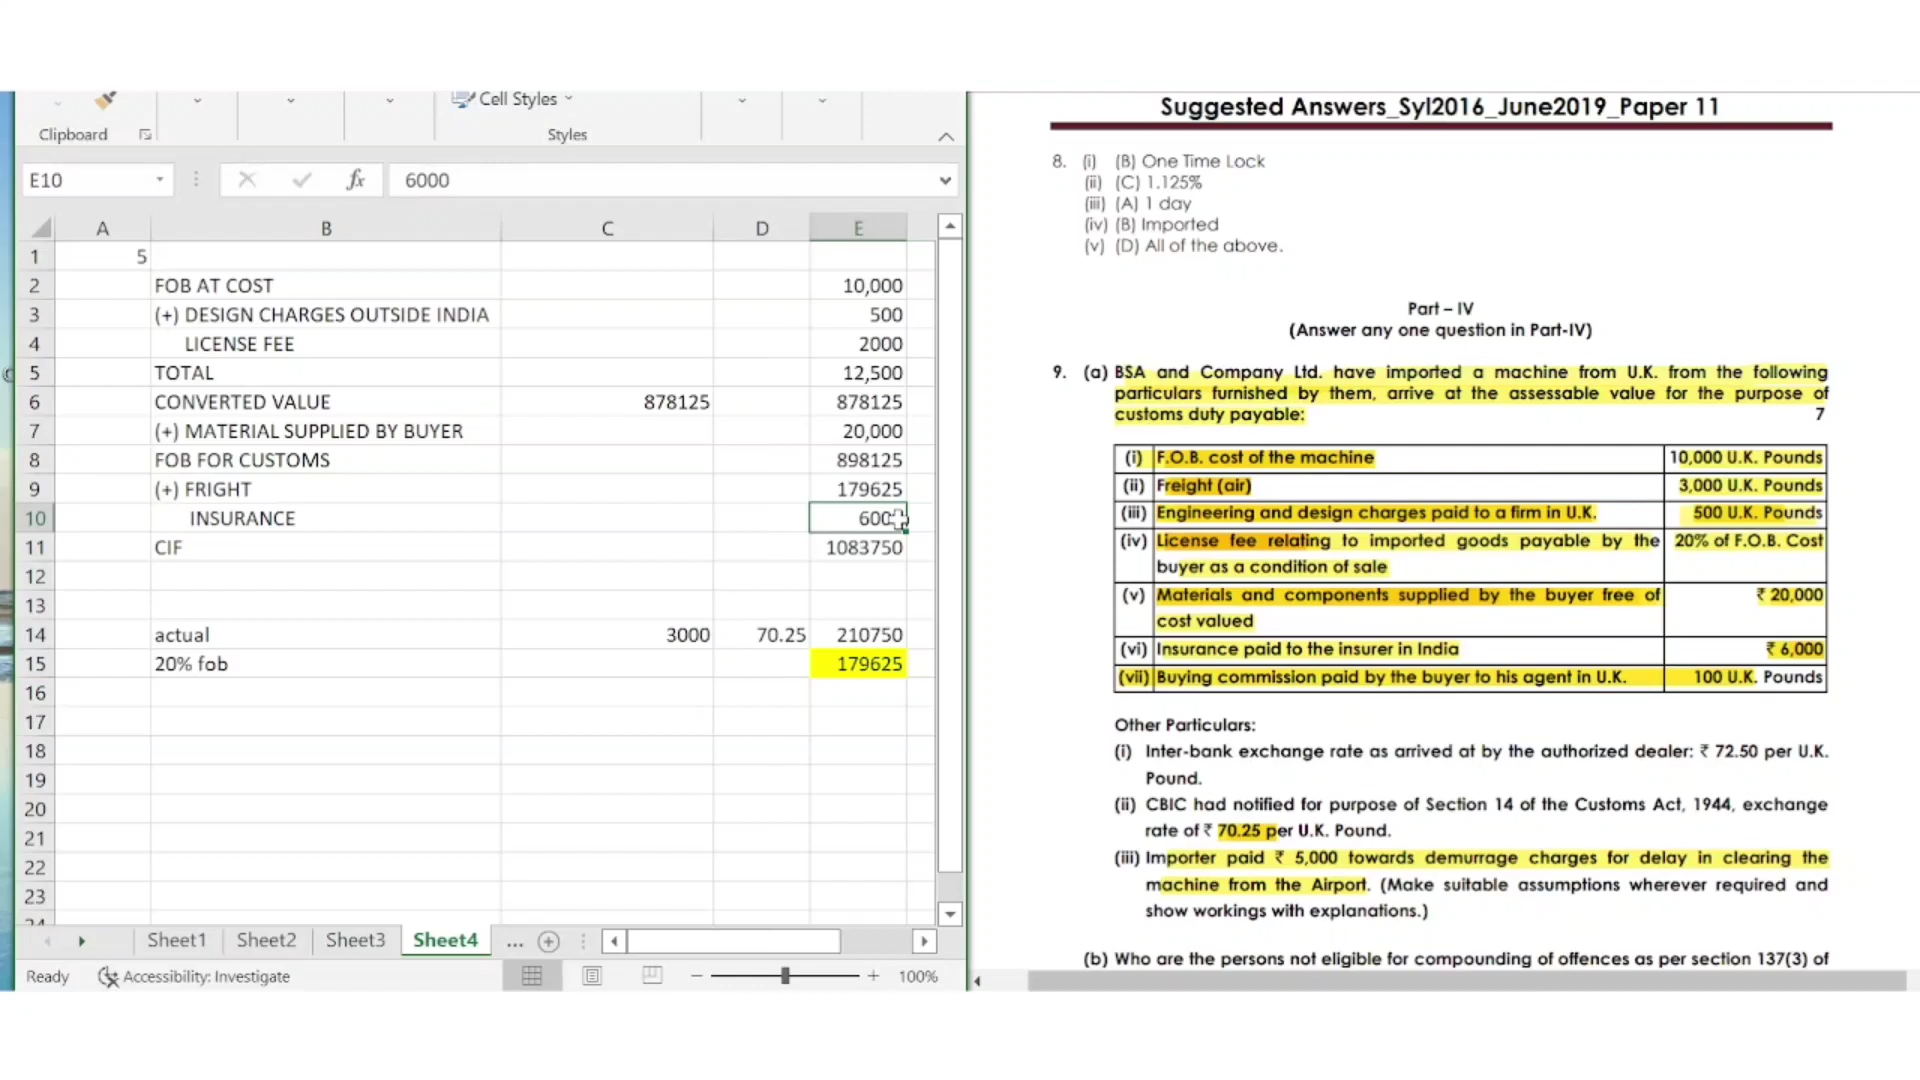 Cell Styles
Clipboard
Styles
E10
fx
6000
A B C D E
1 5
2 FOB AT COST 10,000
3 (+) DESIGN CHARGES OUTSIDE INDIA 500
4 LICENSE FEE 2000
5 TOTAL 12,500
6 CONVERTED VALUE 878125 878125
7 (+) MATERIAL SUPPLIED BY BUYER 20,000
8 FOB FOR CUSTOMS 898125
9 (+) FRIGHT 179625
10 INSURANCE 600
11 CIF 1083750
12
13
14 actual 3000 70.25 210750
15 20% fob 179625
16
17
18
19
20
21
22
23
24
Sheet1 Sheet2 Sheet3 Sheet4 ...
Ready Accessibility: Investigate 100%
Suggested Answers_Syl2016_June2019_Paper 11
8. (i) (B) One Time Lock
(ii) (C) 1.125%
(iii) (A) 1 day
(iv) (B) Imported
(v) (D) All of the above.
Part – IV
(Answer any one question in Part-IV)
9. (a) BSA and Company Ltd. have imported a machine from U.K. from the following
particulars furnished by them, arrive at the assessable value for the purpose of
customs duty payable: 7
(i) F.O.B. cost of the machine 10,000 U.K. Pounds
(ii) Freight (air) 3,000 U.K. Pounds
(iii) Engineering and design charges paid to a firm in U.K. 500 U.K. Pounds
(iv) License fee relating to imported goods payable by the 20% of F.O.B. Cost
buyer as a condition of sale
(v) Materials and components supplied by the buyer free of ₹ 20,000
cost valued
(vi) Insurance paid to the insurer in India ₹ 6,000
(vii) Buying commission paid by the buyer to his agent in U.K. 100 U.K. Pounds
Other Particulars:
(i) Inter-bank exchange rate as arrived at by the authorized dealer: ₹ 72.50 per U.K.
Pound.
(ii) CBIC had notified for purpose of Section 14 of the Customs Act, 1944, exchange
rate of ₹ 70.25 per U.K. Pound.
(iii) Importer paid ₹ 5,000 towards demurrage charges for delay in clearing the
machine from the Airport. (Make suitable assumptions wherever required and
show workings with explanations.)
(b) Who are the persons not eligible for compounding of offences as per section 137(3) of